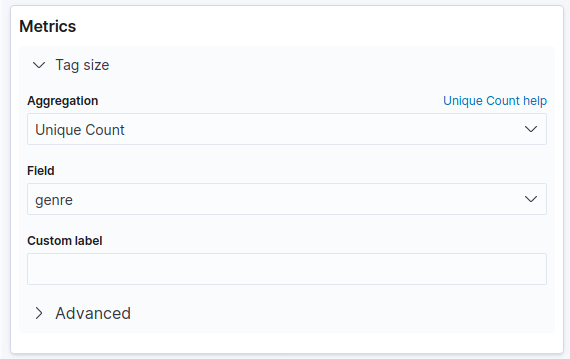 Metrics
Tag size
Aggregation Unique Count help
Unique Count
Field
genre
Custom label
Advanced